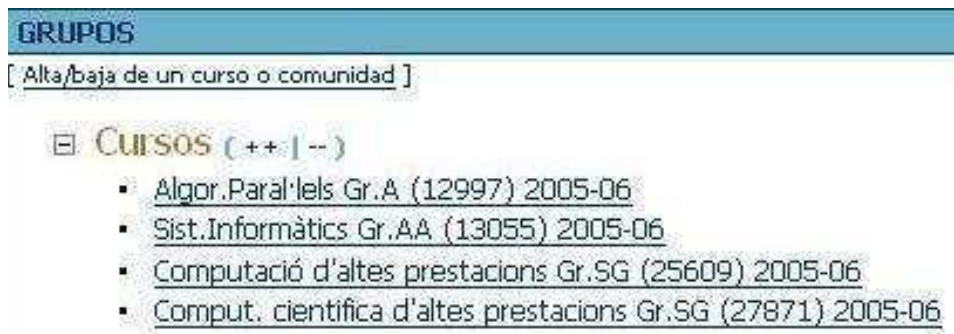 GRUPOS
[ Alta/baja de un curso o comunidad ]
Cursos ( ++ | -- )
Algor.Paral·lels Gr.A (12997) 2005-06
Sist.Informàtics Gr.AA (13055) 2005-06
Computació d'altes prestacions Gr.SG (25609) 2005-06
Comput. científica d'altes prestacions Gr.SG (27871) 2005-06